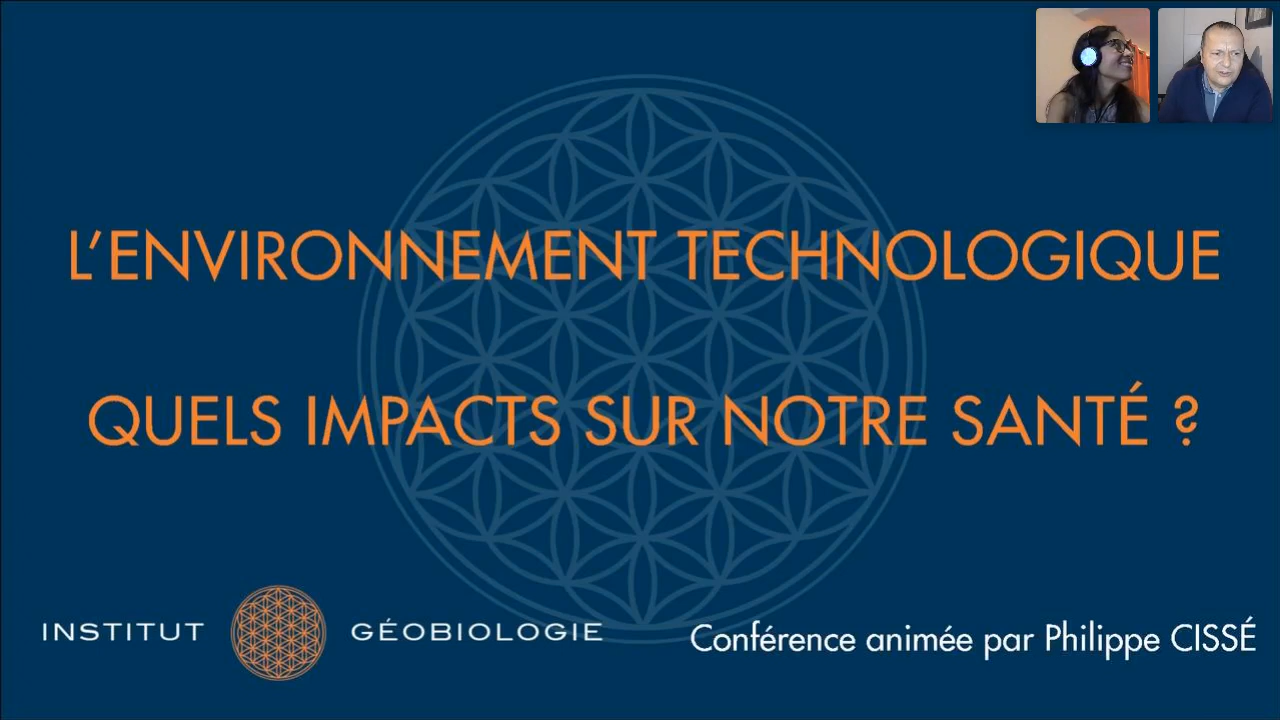 L'ENVIRONNEMENT TECHNOLOGIQUE
QUELS IMPACTS SUR NOTRE SANTÉ ?
INSTITUT GÉOBIOLOGIE
Conférence animée par Philippe CISSÉ